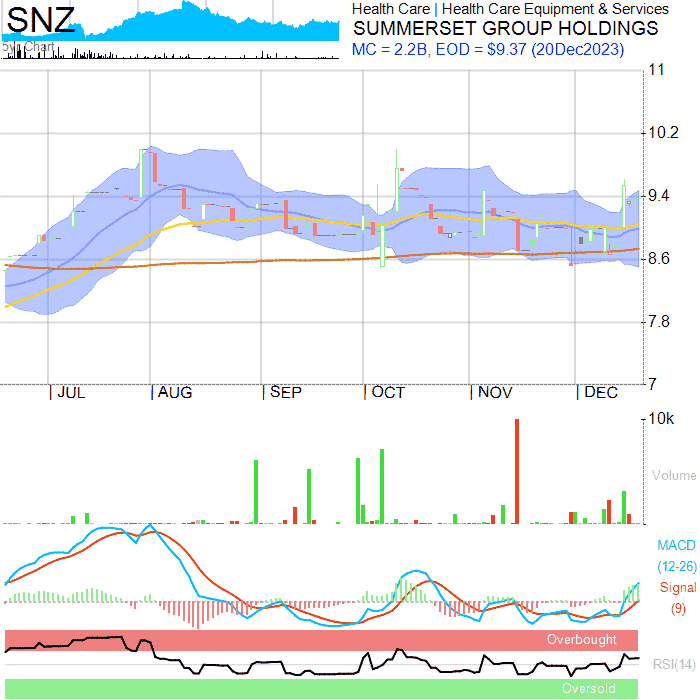 SNZ
5yr Chart
Health Care | Health Care Equipment & Services
SUMMERSET GROUP HOLDINGS
MC = 2.2B, EOD = $9.37 (20Dec2023)
11
10.2
9.4
8.6
7.8
7
JUL AUG SEP OCT NOV DEC
10k
Volume
MACD
(12-26)
Signal
(9)
Overbought
RSI(14)
Oversold